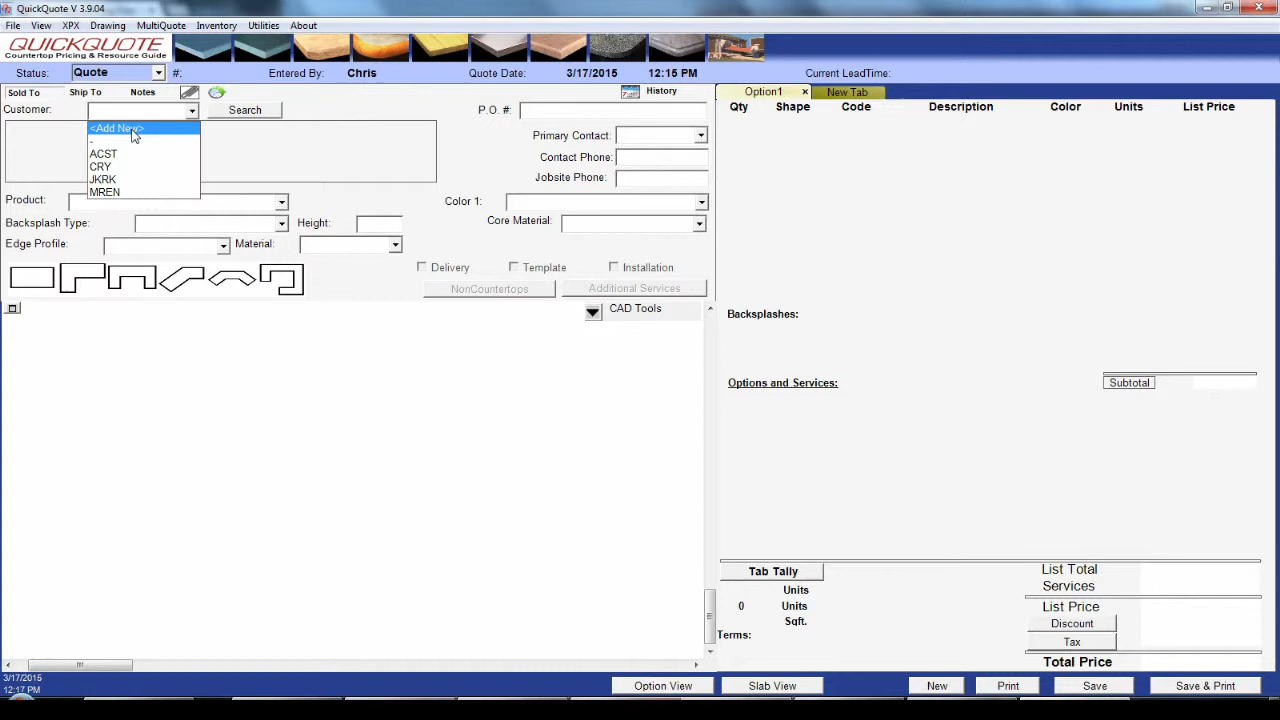 QuickQuote V 3.9.04
File View XPX Drawing MultiQuote Inventory Utilities About
QUICKQUOTE
Countertop Pricing & Resource Guide
Status: Quote #: Entered By: Chris Quote Date: 3/17/2015 12:15 PM Current LeadTime:
Sold To Ship To Notes History Option1 x New Tab
Customer: Search P.O. #: Qty Shape Code Description Color Units List Price
<Add New>
-
ACST
CRY
JKRK
MREN
Primary Contact:
Contact Phone:
Jobsite Phone:
Product: Color 1:
Backsplash Type: Height: Core Material:
Edge Profile: Material:
Delivery Template Installation
NonCountertops Additional Services
CAD Tools
Backsplashes:
Options and Services: Subtotal
Tab Tally List Total
Units Services
0 Units List Price
Sqft. Discount
Terms: Tax
Total Price
3/17/2015
12:17 PM
Option View Slab View New Print Save Save & Print